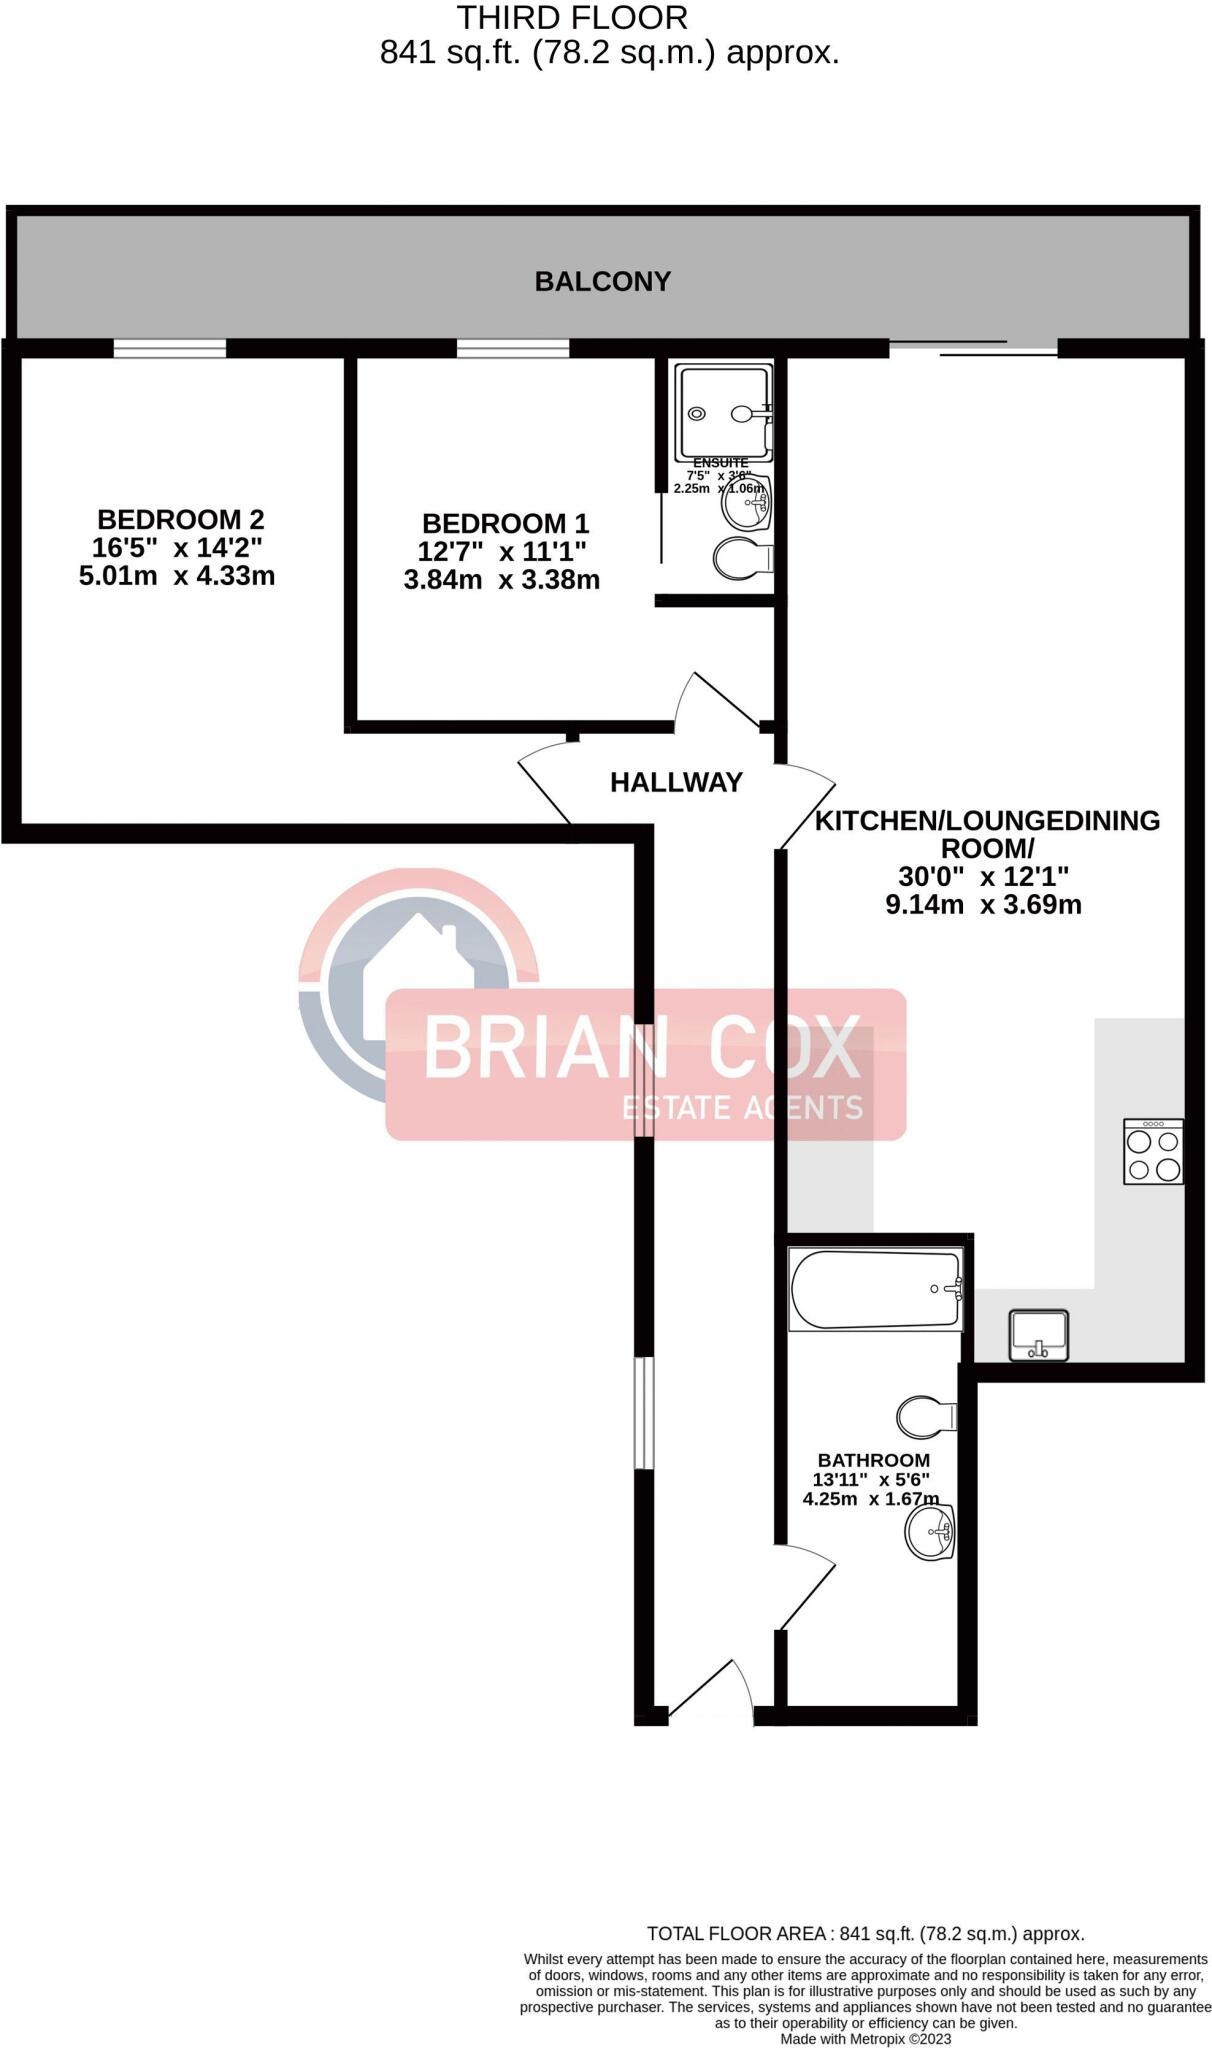 THIRD FLOOR
841 sq.ft. (78.2 sq.m.) approx.
BALCONY
ENSUITE
7'5" x 3'6"
2.25m x 1.06m
BEDROOM 2
16'5" x 14'2"
5.01m x 4.33m
BEDROOM 1
12'7" x 11'1"
3.84m x 3.38m
HALLWAY
KITCHEN/LOUNGEDINING
ROOM/
30'0" x 12'1"
9.14m x 3.69m
BRIAN COX
ESTATE AGENTS
BATHROOM
13'11" x 5'6"
4.25m x 1.67m
TOTAL FLOOR AREA : 841 sq.ft. (78.2 sq.m.) approx.
Whilst every attempt has been made to ensure the accuracy of the floorplan contained here, measurements
of doors, windows, rooms and any other items are approximate and no responsibility is taken for any error,
omission or mis-statement. This plan is for illustrative purposes only and should be used as such by any
prospective purchaser. The services, systems and appliances shown have not been tested and no guarantee
as to their operability or efficiency can be given.
Made with Metropix ©2023